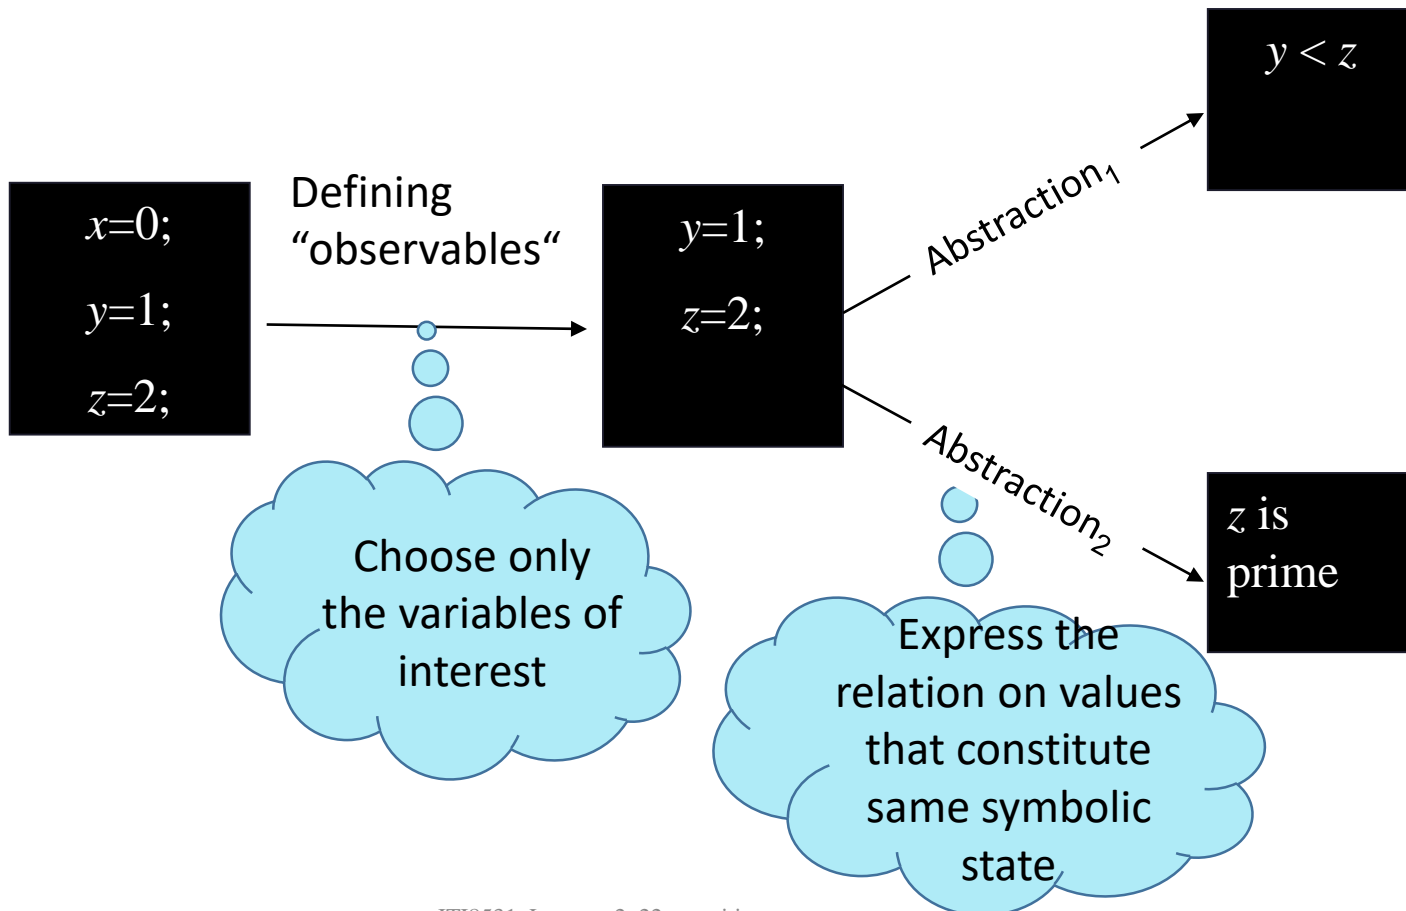 y < z
Defining
“observables“
x=0;
y=1;
z=2;
y=1;
z=2;
Abstraction₁
Abstraction₂
z is
prime
Choose only
the variables of
interest
Express the
relation on values
that constitute
same symbolic
state